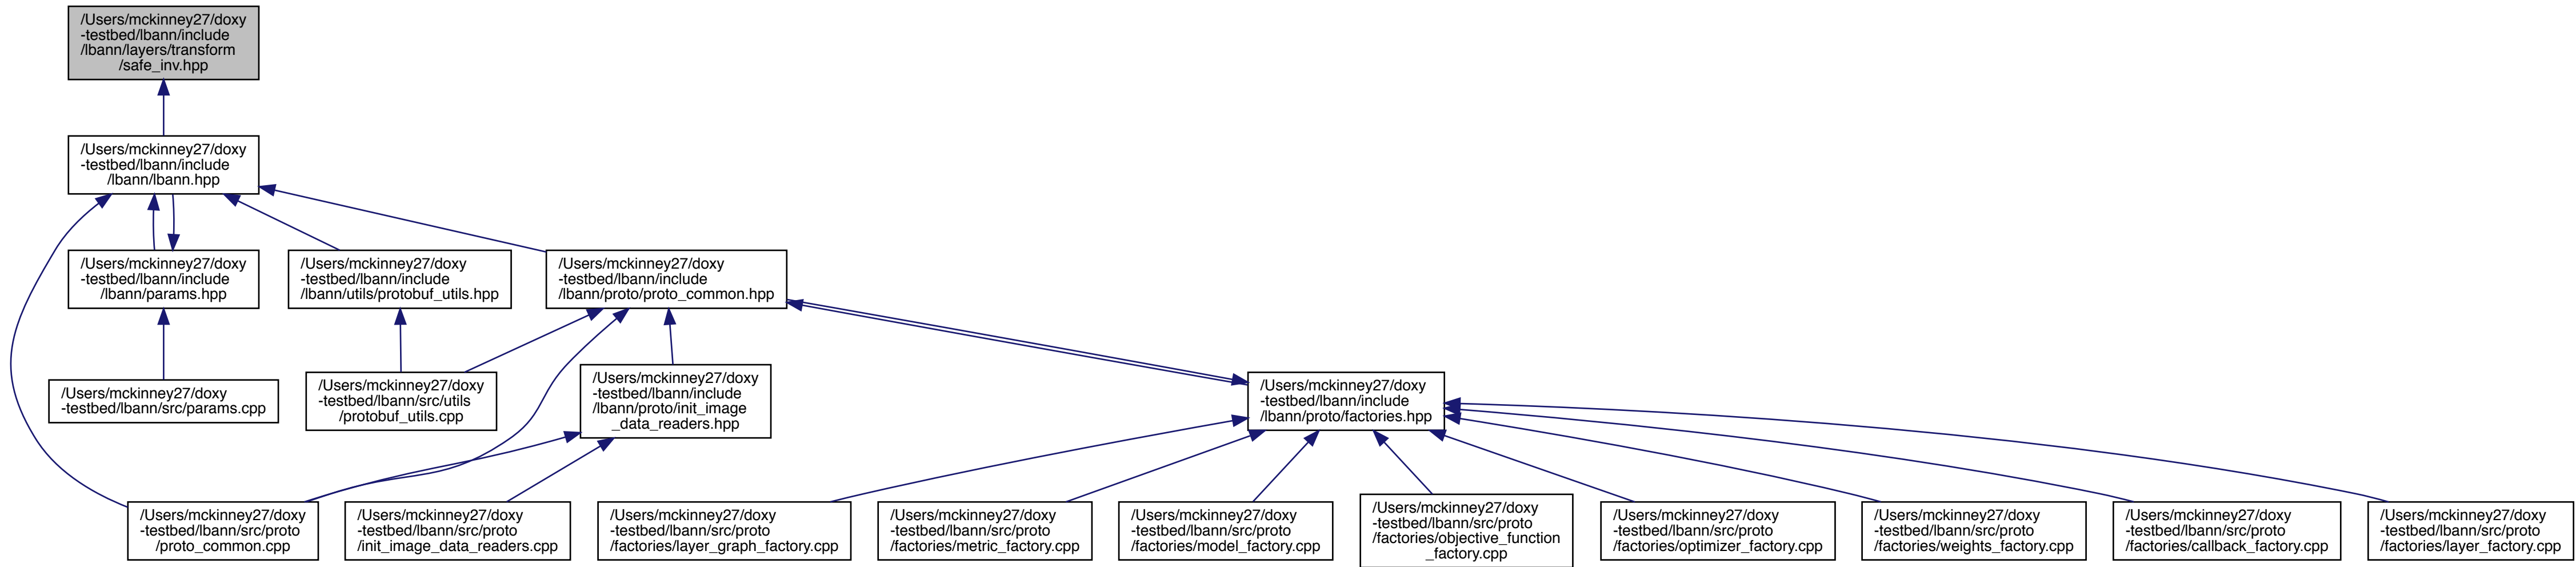 /Users/mckinney27/doxy
-testbed/lbann/include
/lbann/layers/transform
/safe_inv.hpp
/Users/mckinney27/doxy
-testbed/lbann/include
/lbann/lbann.hpp
/Users/mckinney27/doxy
-testbed/lbann/include
/lbann/params.hpp
/Users/mckinney27/doxy
-testbed/lbann/include
/lbann/utils/protobuf_utils.hpp
/Users/mckinney27/doxy
-testbed/lbann/include
/lbann/proto/proto_common.hpp
/Users/mckinney27/doxy
-testbed/lbann/src/params.cpp
/Users/mckinney27/doxy
-testbed/lbann/src/utils
/protobuf_utils.cpp
/Users/mckinney27/doxy
-testbed/lbann/include
/lbann/proto/init_image
_data_readers.hpp
/Users/mckinney27/doxy
-testbed/lbann/include
/lbann/proto/factories.hpp
/Users/mckinney27/doxy
-testbed/lbann/src/proto
/proto_common.cpp
/Users/mckinney27/doxy
-testbed/lbann/src/proto
/init_image_data_readers.cpp
/Users/mckinney27/doxy
-testbed/lbann/src/proto
/factories/layer_graph_factory.cpp
/Users/mckinney27/doxy
-testbed/lbann/src/proto
/factories/metric_factory.cpp
/Users/mckinney27/doxy
-testbed/lbann/src/proto
/factories/model_factory.cpp
/Users/mckinney27/doxy
-testbed/lbann/src/proto
/factories/objective_function
_factory.cpp
/Users/mckinney27/doxy
-testbed/lbann/src/proto
/factories/optimizer_factory.cpp
/Users/mckinney27/doxy
-testbed/lbann/src/proto
/factories/weights_factory.cpp
/Users/mckinney27/doxy
-testbed/lbann/src/proto
/factories/callback_factory.cpp
/Users/mckinney27/doxy
-testbed/lbann/src/proto
/factories/layer_factory.cpp